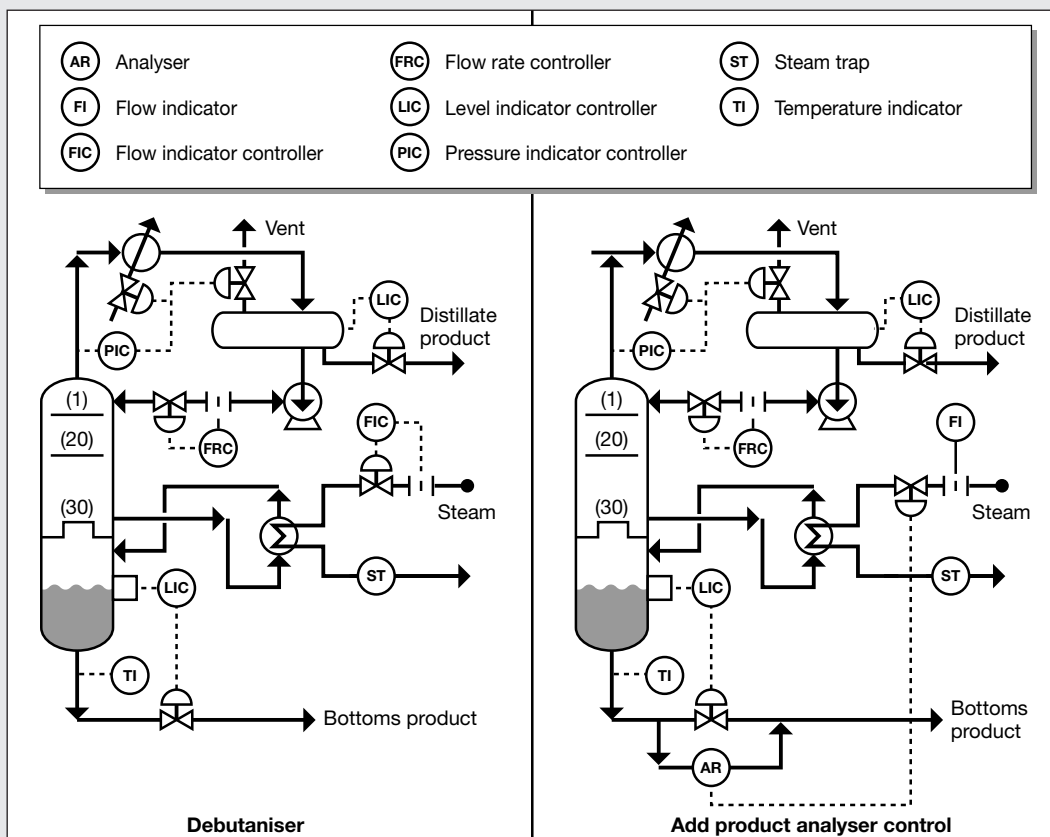 AR Analyser
FRC Flow rate controller
ST Steam trap
FI Flow indicator
LIC Level indicator controller
TI Temperature indicator
FIC Flow indicator controller
PIC Pressure indicator controller
Vent
LIC
Distillate
product
PIC
(1)
(20)
FRC
FIC
(30)
Steam
ST
LIC
TI
Bottoms product
Debutaniser
Vent
LIC
Distillate
product
PIC
(1)
(20)
FRC
FI
(30)
Steam
ST
LIC
TI
Bottoms
product
AR
Add product analyser control